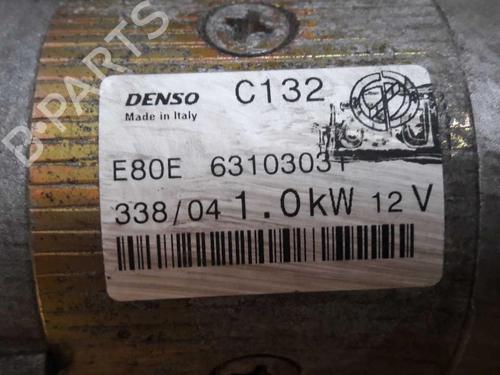 B-PARTS
DENSO C132
Made in Italy
E80E 63103031
338/04 1.0kW 12V